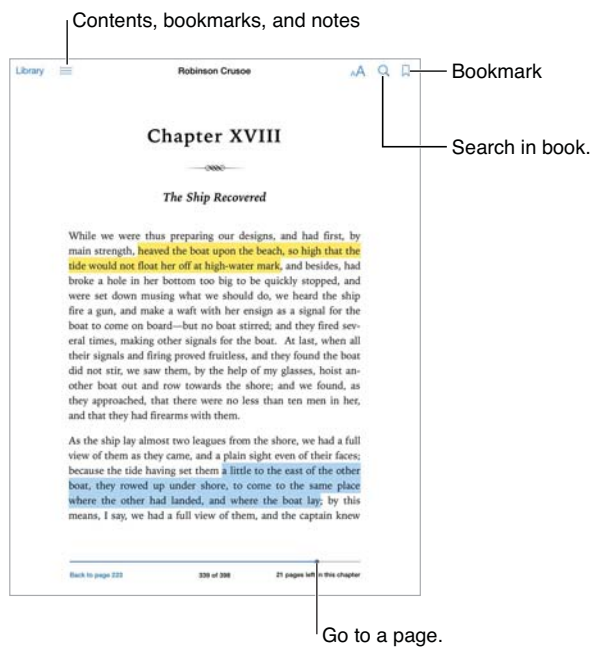 Contents, bookmarks, and notes
Library
Robinson Crusoe
AA
Bookmark
Search in book.
Chapter XVIII
The Ship Recovered
While we were thus preparing our designs, and had first, by
main strength, heaved the boat upon the beach, so high that the
tide would not float her off at high-water mark, and besides, had
broke a hole in her bottom too big to be quickly stopped, and
were set down musing what we should do, we heard the ship
fire a gun, and make a waft with her ensign as a signal for the
boat to come on board—but no boat stirred; and they fired sev-
eral times, making other signals for the boat. At last, when all
their signals and firing proved fruitless, and they found the boat
did not stir, we saw them, by the help of my glasses, hoist an-
other boat out and row towards the shore; and we found, as
they approached, that there were no less than ten men in her,
and that they had firearms with them.
As the ship lay almost two leagues from the shore, we had a full
view of them as they came, and a plain sight even of their faces;
because the tide having set them a little to the east of the other
boat, they rowed up under shore, to come to the same place
where the other had landed, and where the boat lay; by this
means, I say, we had a full view of them, and the captain knew
Back to page 223
339 of 398
21 pages left in this chapter
Go to a page.